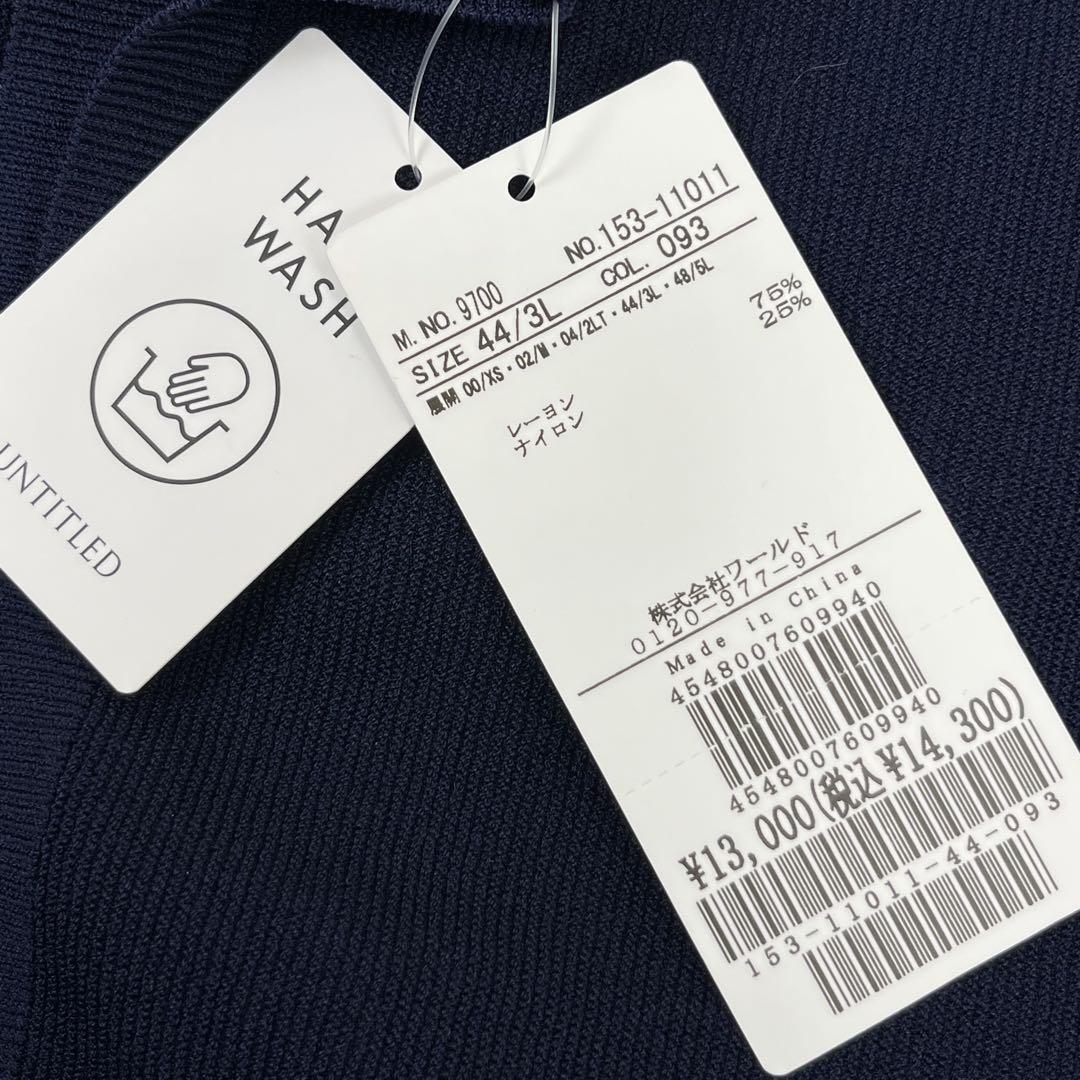 HA
WASH
UNTITLED
M. NO. 9700
NO. 153-11011
SIZE 44/3L
COL. 093
展開 00/XS・02/M・04/2LT・44/3L・48/5L
レーヨン 75%
ナイロン 25%
株式会社ワールド
0120-977-917
Made in China
4548007609940
4548007609940
¥13,000(税込¥14,300)
153-11011-44-093